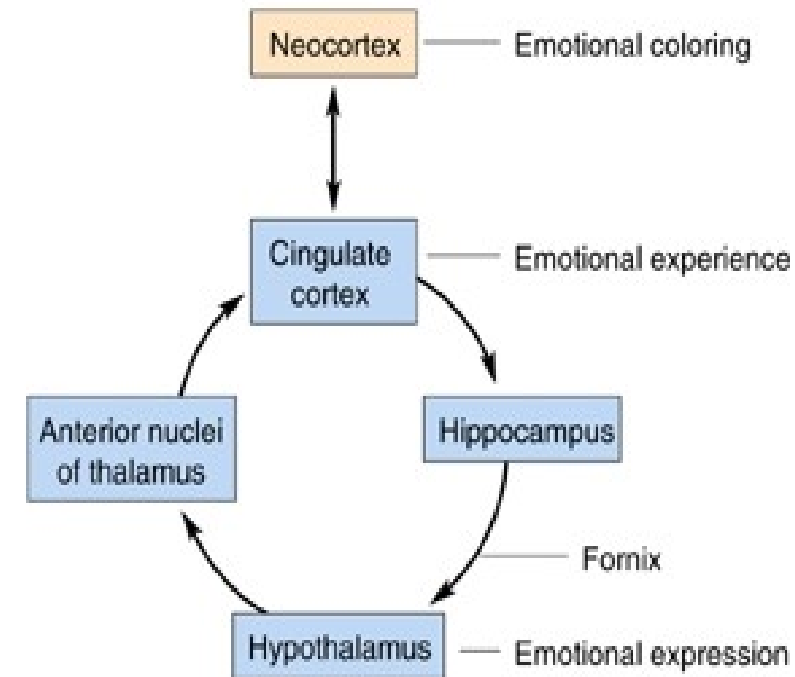 Neocortex
Emotional coloring
Cingulate
cortex
Emotional experience
Anterior nuclei
of thalamus
Hippocampus
Fornix
Hypothalamus
Emotional expression